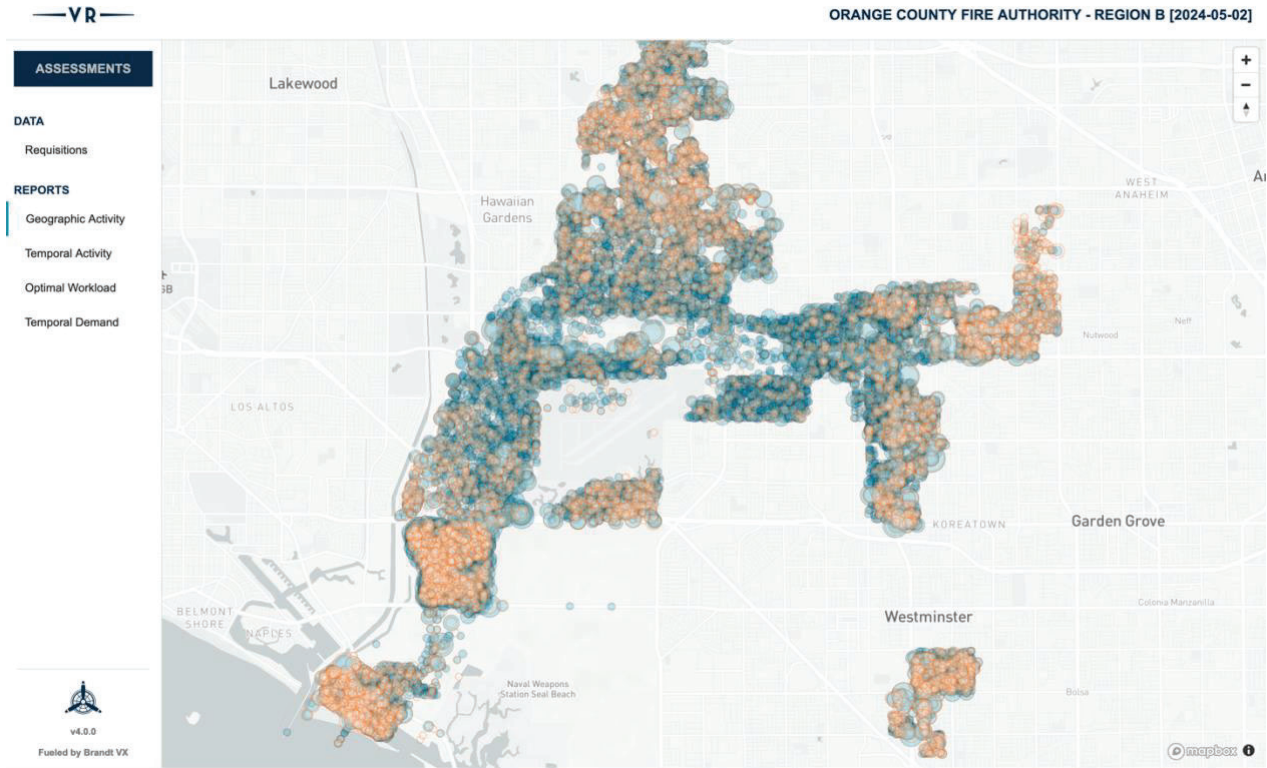 VR
ORANGE COUNTY FIRE AUTHORITY - REGION B [2024-05-02]
ASSESSMENTS
DATA
Requisitions
REPORTS
Geographic Activity
Temporal Activity
Optimal Workload
Temporal Demand
v4.0.0
Fueled by Brandt VX
Lakewood
Hawaiian
Gardens
WEST
ANAHEIM
GB
Nutwood
Neff
LOS ALTOS
KOREATOWN
Garden Grove
BELMONT
SHORE
NAPLES
Colonia Manzanilla
Westminster
Naval Weapons
Station Seal Beach
Bolsa
mapbox